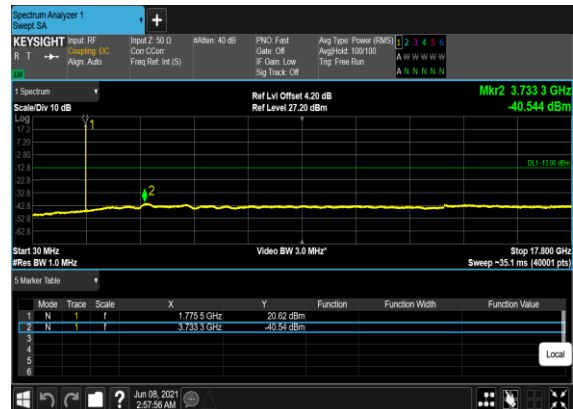 Spectrum Analyzer 1
Swept SA
KEYSIGHT
R T
LXI
Input: RF
Coupling: DC
Align: Auto
Input Z: 50 Ω
Corr CCorr
Freq Ref: Int (S)
#Atten: 40 dB
PNO: Fast
Gate: Off
IF Gain: Low
Sig Track: Off
Avg Type: Power (RMS)
Avg|Hold: 100/100
Trig: Free Run
1 2 3 4 5 6
A W W W W W
A N N N N N
1 Spectrum
Scale/Div 10 dB
Ref Lvl Offset 4.20 dB
Ref Level 27.20 dBm
Mkr2 3.733 3 GHz
-40.544 dBm
Log
17.2
7.20
-2.80
-12.8
-22.8
-32.8
-42.8
-52.8
-62.8
1
2
DL1 -13.00 dBm
Start 30 MHz
#Res BW 1.0 MHz
Video BW 3.0 MHz*
Stop 17.800 GHz
Sweep ~35.1 ms (40001 pts)
5 Marker Table
Mode Trace Scale X Y Function Function Width Function Value
1 N 1 f 1.775 5 GHz 20.62 dBm
2 N 1 f 3.733 3 GHz -40.54 dBm
3
4
5
6
Local
?
Jun 08, 2021
2:57:56 AM